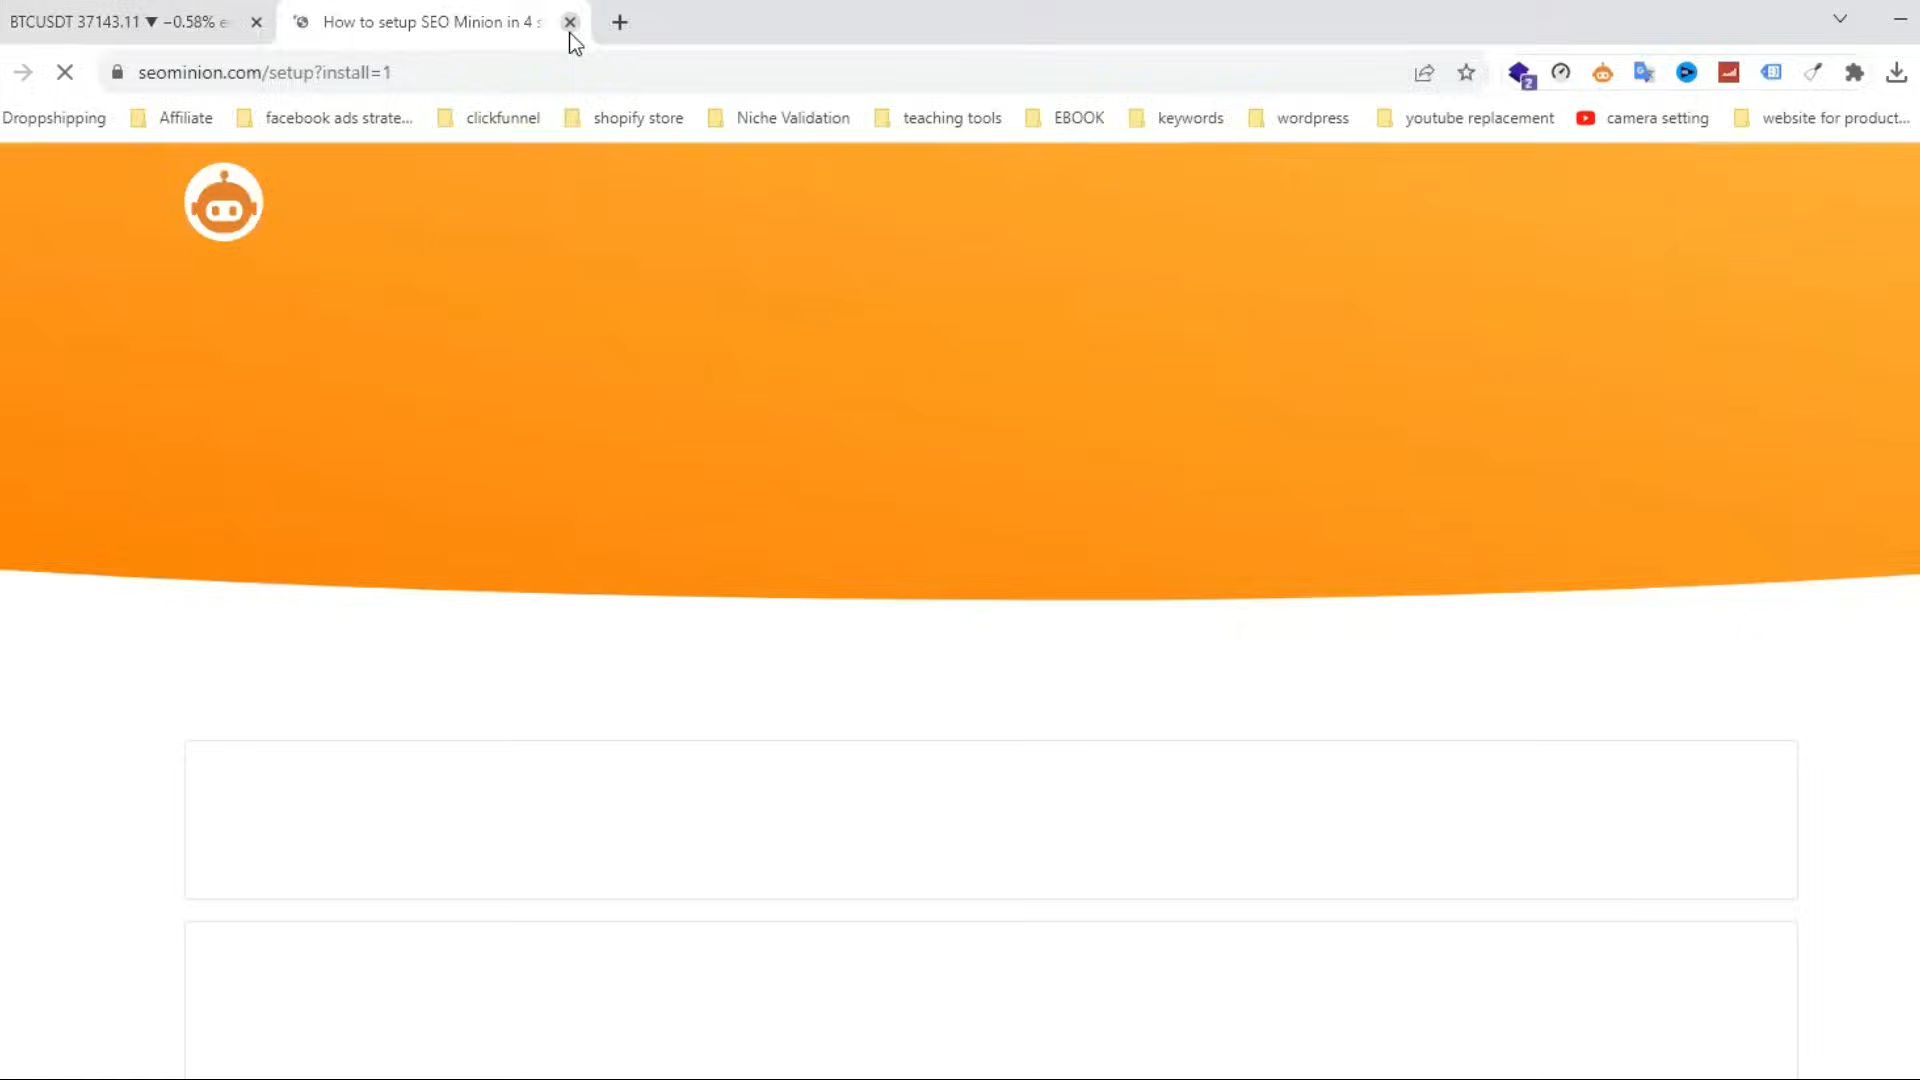 BTCUSDT 37143.11 ▼ −0.58%
How to setup SEO Minion in 4
seominion.com/setup?install=1
2
Droppshipping
Affiliate
facebook ads strate...
clickfunnel
shopify store
Niche Validation
teaching tools
EBOOK
keywords
wordpress
youtube replacement
camera setting
website for product...